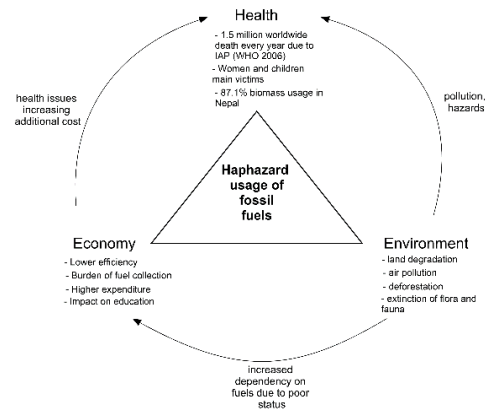 Health
- 1.5 million worldwide
death every year due to
IAP (WHO 2006)
- Women and children
main victims
- 87.1% biomass usage in
Nepal
health issues
increasing
additional cost
pollution,
hazards
Haphazard
usage of
fossil
fuels
Economy
- Lower efficiency
- Burden of fuel collection
- Higher expenditure
- Impact on education
Environment
- land degradation
- air pollution
- deforestation
- extinction of flora and
fauna
increased
dependency on
fuels due to poor
status